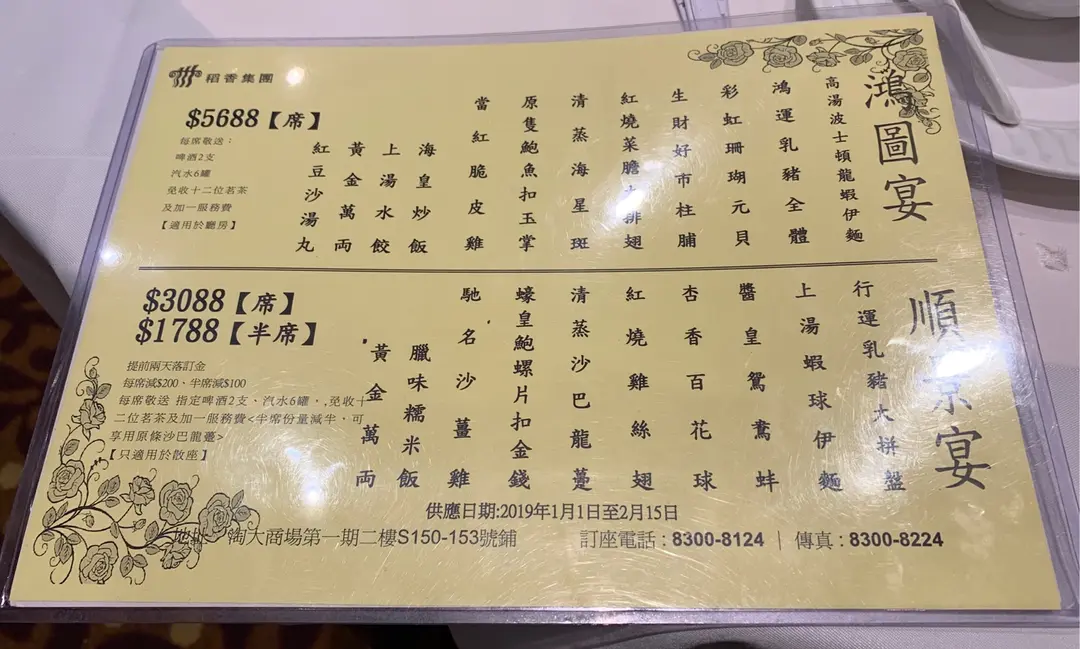 稻香集團
鴻圖宴
高湯波士頓龍蝦伊麵
鴻運乳豬全體
彩虹珊瑚元貝
生財好市柱脯
紅燒菜膽大排翅
清蒸海星斑
原隻鮑魚扣玉掌
當紅脆皮雞
海皇炒飯
上湯水餃
黃金萬両
紅豆沙湯丸
$5688【席】
每席敬送：
啤酒2支
汽水6罐
免收十二位茗茶
及加一服務費
【適用於廳房】
順景宴
行運乳豬大拼盤
上湯蝦球伊麵
醬皇鴛鴦蚌
杏香百花球
紅燒雞絲翅
清蒸沙巴龍躉
蠔皇鮑螺片扣金錢
馳名沙薑雞
臘味糯米飯
黃金萬両
$3088【席】
$1788【半席】
提前兩天落訂金
每席減$200、半席減$100
每席敬送 指定啤酒2支、汽水6罐，免收十
二位茗茶及加一服務費<半席份量減半、可
享用原條沙巴龍躉>
【只適用於散座】
供應日期:2019年1月1日至2月15日
淘大商場第一期二樓S150-153號鋪
訂座電話 : 8300-8124 | 傳真 : 8300-8224